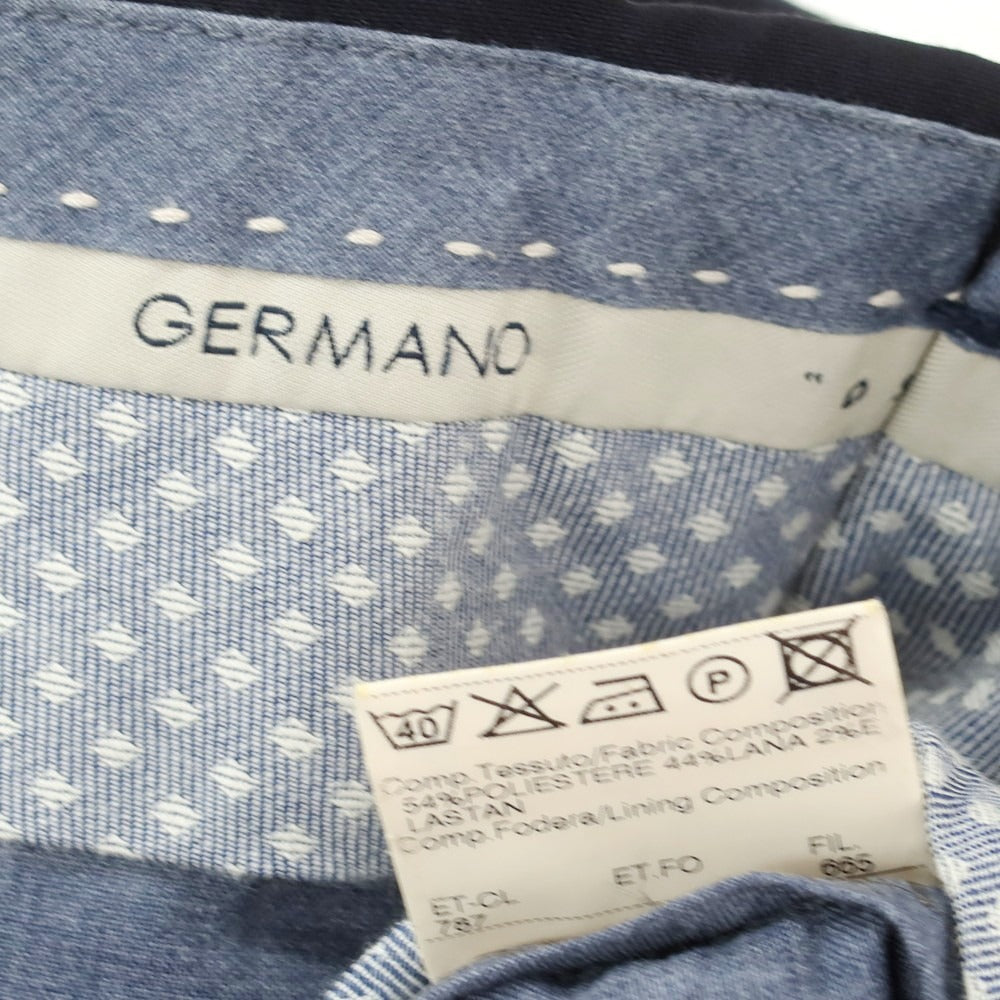 GERMANO
40
P
Comp.Tessuto/Fabric Composition
54%POLIESTERE 44%LANA 2%E
LASTAN
Comp.Fodera/Lining Composition
ET-CL ET.FO FIL.
787 665